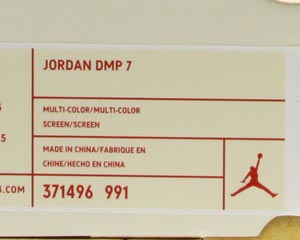 JORDAN DMP 7
MULTI-COLOR/MULTI-COLOR
SCREEN/SCREEN
MADE IN CHINA/FABRIQUE EN
CHINE/HECHO EN CHINA
.COM
371496 991